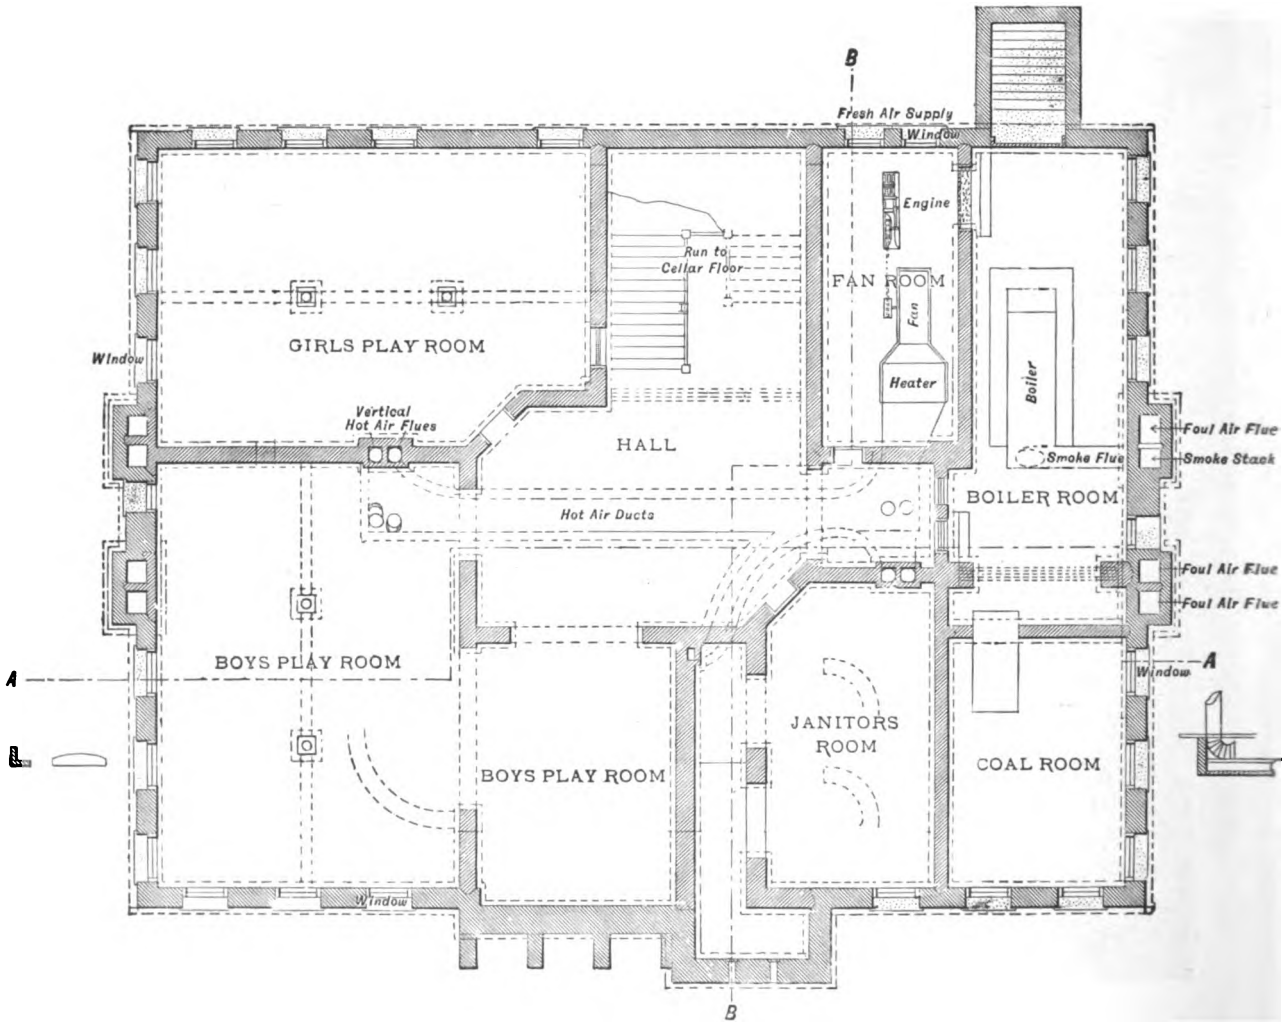 B
Fresh Air Supply
Window
Engine
Run to
Cellar Floor
FAN ROOM
Fan
GIRLS PLAY ROOM
Window
Heater
Boiler
Vertical
Hot Air Flues
HALL
Foul Air Flue
Smoke Flue
Smoke Stack
BOILER ROOM
Hot Air Ducts
Foul Air Flue
Foul Air Flue
BOYS PLAY ROOM
A
A
Window
JANITORS
ROOM
BOYS PLAY ROOM
COAL ROOM
Window
B